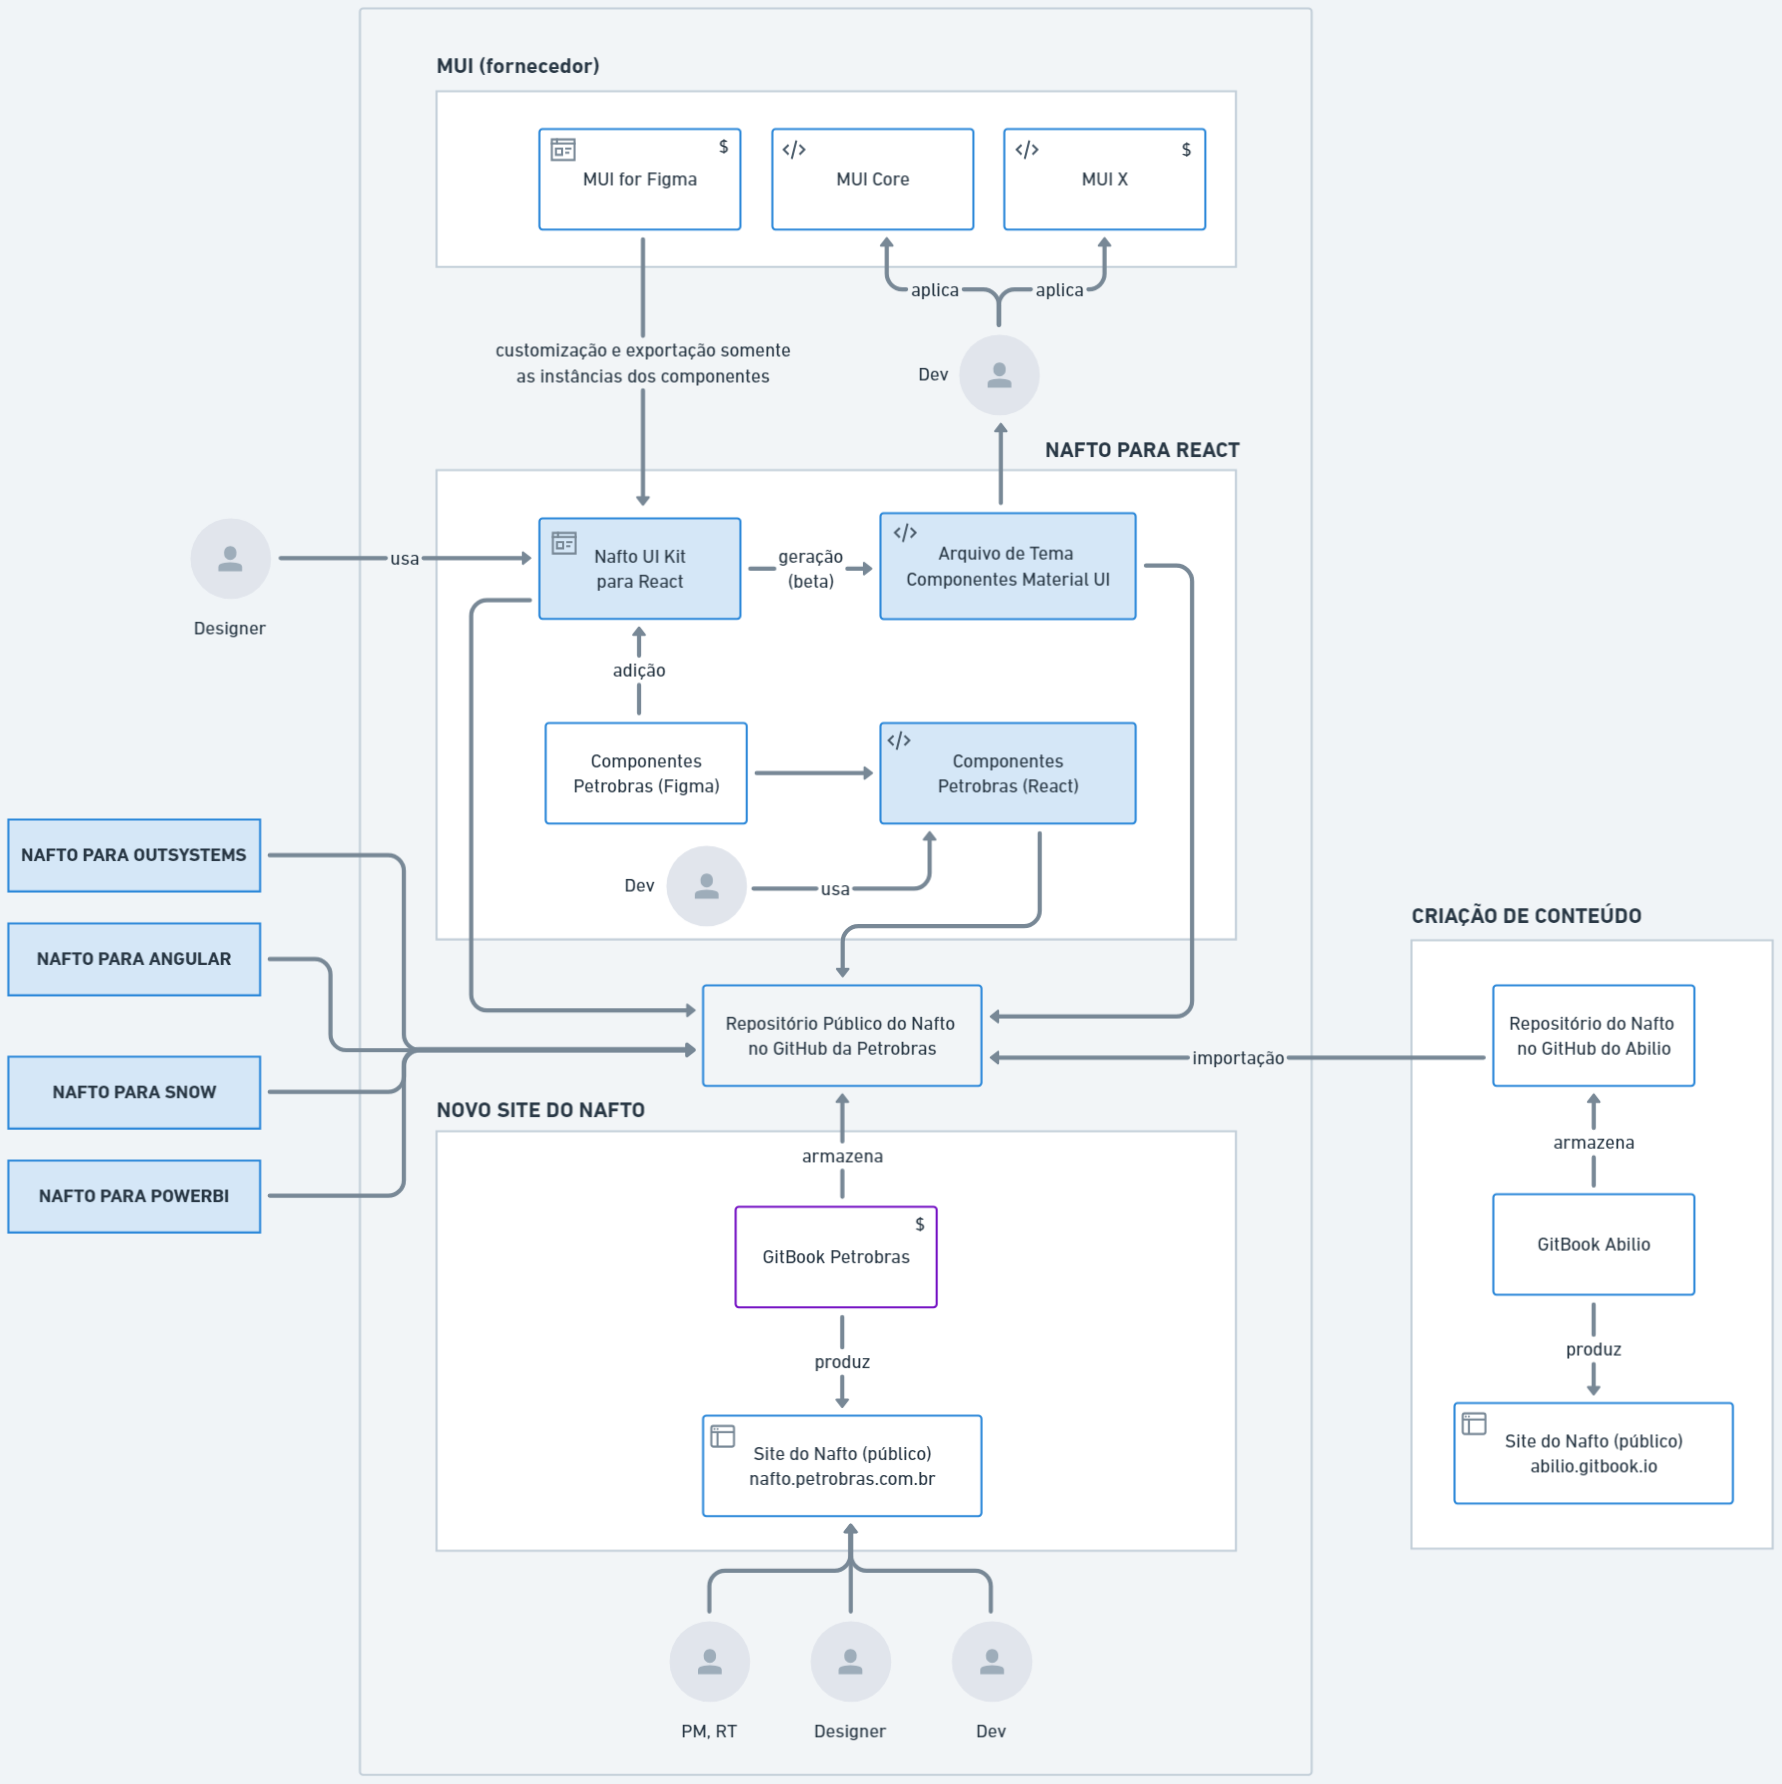 MUI (fornecedor)
$
MUI for Figma
</>
MUI Core
</>
$
MUI X
aplica
aplica
customização e exportação somente
as instâncias dos componentes
Dev
NAFTO PARA REACT
Designer
usa
Nafto UI Kit
para React
geração
(beta)
</>
Arquivo de Tema
Componentes Material UI
adição
Componentes
Petrobras (Figma)
</>
Componentes
Petrobras (React)
Dev
usa
NAFTO PARA OUTSYSTEMS
NAFTO PARA ANGULAR
NAFTO PARA SNOW
NAFTO PARA POWERBI
Repositório Público do Nafto
no GitHub da Petrobras
importação
CRIAÇÃO DE CONTEÚDO
Repositório do Nafto
no GitHub do Abilio
armazena
GitBook Abilio
produz
Site do Nafto (público)
abilio.gitbook.io
NOVO SITE DO NAFTO
armazena
$
GitBook Petrobras
produz
Site do Nafto (público)
nafto.petrobras.com.br
PM, RT
Designer
Dev